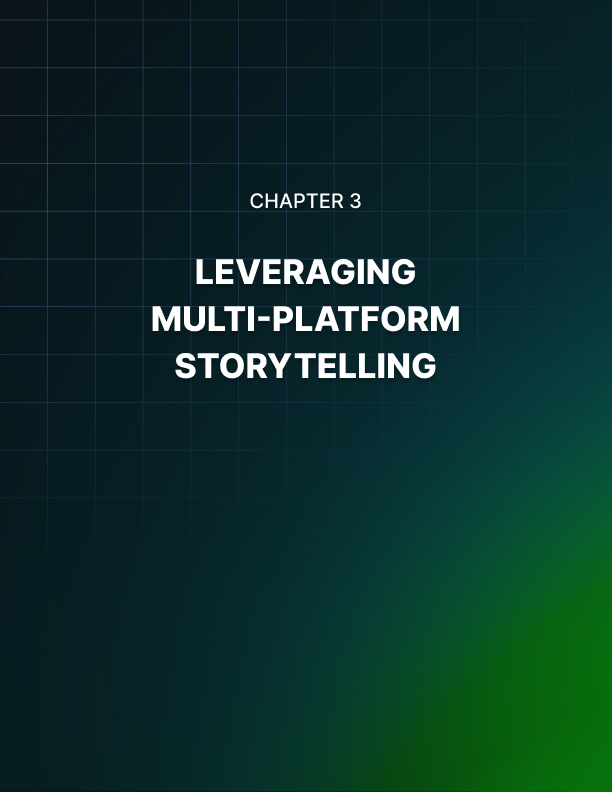 CHAPTER 3
LEVERAGING
MULTI-PLATFORM
STORYTELLING